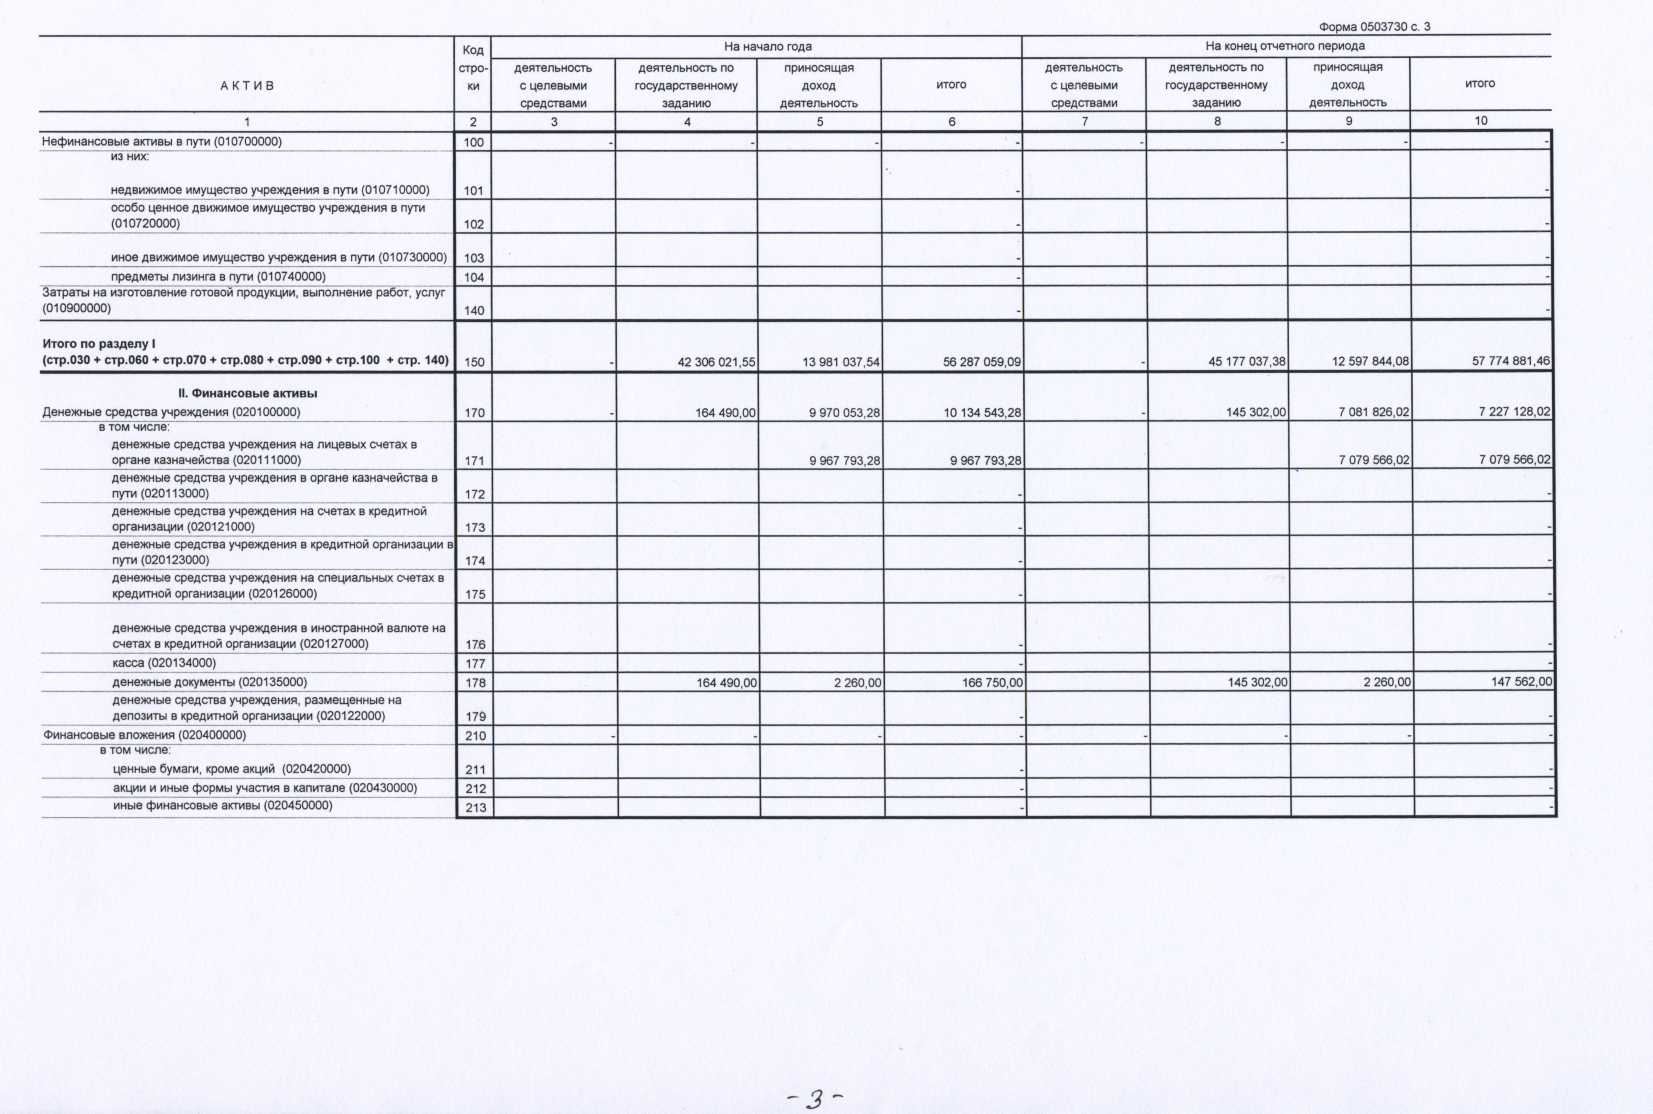 Форма 0503730 с. 3
А К Т И В Код стро- ки На начало года На конец отчетного периода
деятельность с целевыми средствами деятельность по государственному заданию приносящая доход деятельность итого деятельность с целевыми средствами деятельность по государственному заданию приносящая доход деятельность итого
1 2 3 4 5 6 7 8 9 10
Нефинансовые активы в пути (010700000) 100 - - - - - - - -
из них:
недвижимое имущество учреждения в пути (010710000) 101 - -
особо ценное движимое имущество учреждения в пути
(010720000) 102 - -
иное движимое имущество учреждения в пути (010730000) 103 - -
предметы лизинга в пути (010740000) 104 - -
Затраты на изготовление готовой продукции, выполнение работ, услуг
(010900000) 140 - -
Итого по разделу I
(стр.030 + стр.060 + стр.070 + стр.080 + стр.090 + стр.100 + стр. 140) 150 - 42 306 021,55 13 981 037,54 56 287 059,09 - 45 177 037,38 12 597 844,08 57 774 881,46
II. Финансовые активы
Денежные средства учреждения (020100000) 170 - 164 490,00 9 970 053,28 10 134 543,28 - 145 302,00 7 081 826,02 7 227 128,02
в том числе:
денежные средства учреждения на лицевых счетах в
органе казначейства (020111000) 171 9 967 793,28 9 967 793,28 7 079 566,02 7 079 566,02
денежные средства учреждения в органе казначейства в
пути (020113000) 172 - -
денежные средства учреждения на счетах в кредитной
организации (020121000) 173 - -
денежные средства учреждения в кредитной организации в
пути (020123000) 174 - -
денежные средства учреждения на специальных счетах в
кредитной организации (020126000) 175 - -
денежные средства учреждения в иностранной валюте на
счетах в кредитной организации (020127000) 176 - -
касса (020134000) 177 - -
денежные документы (020135000) 178 164 490,00 2 260,00 166 750,00 145 302,00 2 260,00 147 562,00
денежные средства учреждения, размещенные на
депозиты в кредитной организации (020122000) 179 - -
Финансовые вложения (020400000) 210 - - - - - - - -
в том числе:
ценные бумаги, кроме акций (020420000) 211 - -
акции и иные формы участия в капитале (020430000) 212 - -
иные финансовые активы (020450000) 213 - -
- 3 -